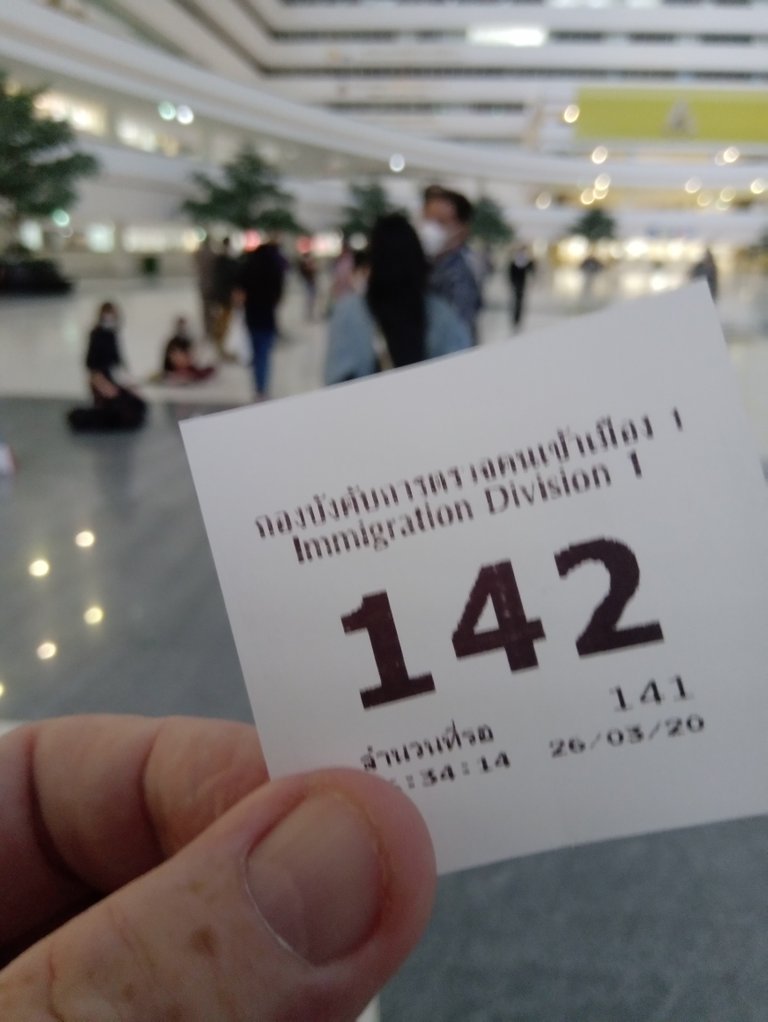 A
กองบังคับการตรวจคนเข้าเมือง 1
Immigration Division 1
142
จำนวนที่รอ 141
:34:14 26/03/20